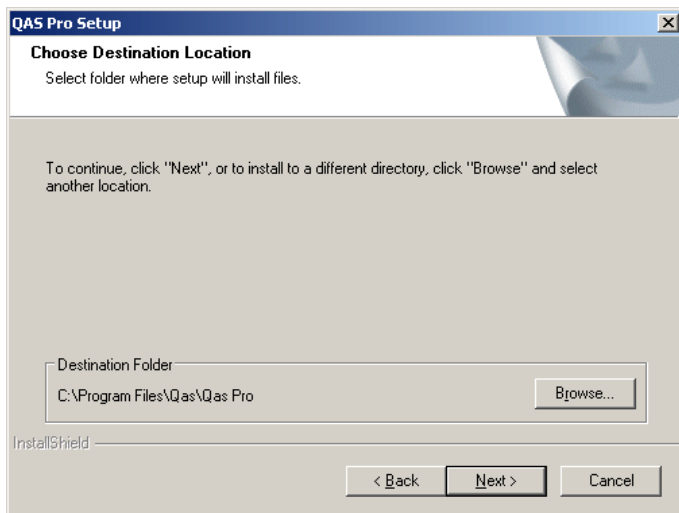 QAS Pro Setup
Choose Destination Location
Select folder where setup will install files.
To continue, click "Next", or to install to a different directory, click "Browse" and select
another location.
Destination Folder
C:\Program Files\Qas\Qas Pro
Browse...
InstallShield
< Back
Next >
Cancel